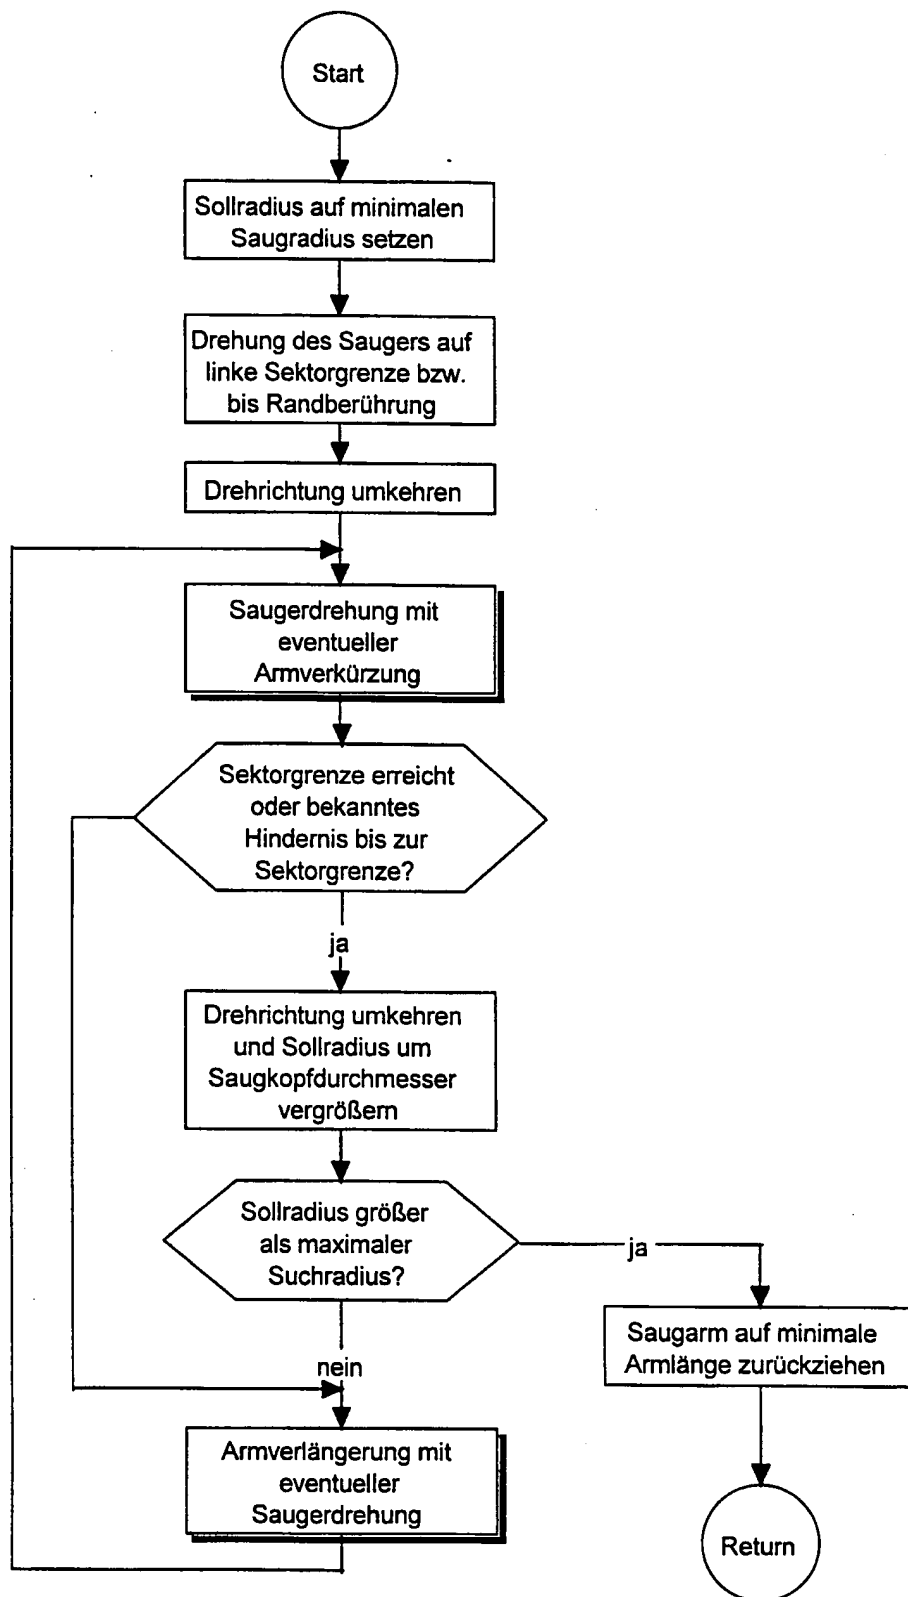 Start
Sollradius auf minimalen
Saugradius setzen
Drehung des Saugers auf
linke Sektorgrenze bzw.
bis Randberührung
Drehrichtung umkehren
Saugerdrehung mit
eventueller
Armverkürzung
Sektorgrenze erreicht
oder bekanntes
Hindernis bis zur
Sektorgrenze?
ja
Drehrichtung umkehren
und Sollradius um
Saugkopfdurchmesser
vergrößern
Sollradius größer
als maximaler
Suchradius?
ja
nein
Saugarm auf minimale
Armlänge zurückziehen
Armverlängerung mit
eventueller
Saugerdrehung
Return